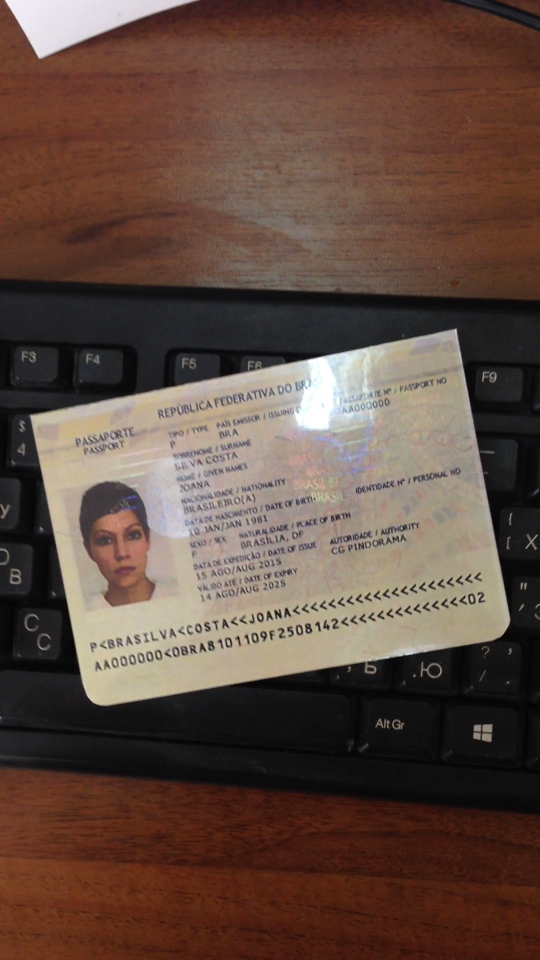 F3
F4
F5
F6
F9
$
4
REPÚBLICA FEDERATIVA DO BRA
PASSAPORTE
PASSPORT
TIPO / TYPE PAÍS EMISSOR / ISSUING PASSAPORTE Nº / PASSPORT NO
P BRA AA000000
SOBRENOME / SURNAME
SILVA COSTA
NOME / GIVEN NAMES
JOANA
NACIONALIDADE / NATIONALITY IDENTIDADE Nº / PERSONAL NO
BRASILEIRO(A)
DATA DE NASCIMENTO / DATE OF BIRTH
10 JAN/JAN 1981
SEXO / SEX NATURALIDADE / PLACE OF BIRTH
F BRASÍLIA, DF
DATA DE EXPEDIÇÃO / DATE OF ISSUE AUTORIDADE / AUTHORITY
15 AGO/AUG 2015 CG PINDORAMA
VÁLIDO ATÉ / DATE OF EXPIRY
14 AGO/AUG 2025
BRASIL
P<BRASILVA<COSTA<<JOANA<<<<<<<<<<<<<<<<<<<<<
AA000000<0BRA8101109F2508142<<<<<<<<<<<<<<02
y
O
B
C
С
{
[ Х
Ь
.Ю
? ,
/ .
Alt Gr